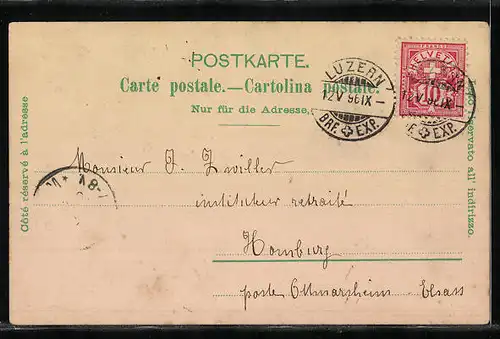 POSTKARTE.
Carte postale.—Cartolina postale.
Nur für die Adresse.
Côté réservé à l'adresse
Lato riservato all' indirizzo.
HELVETIA
FRANCO
10
LUZERN
12 V 96 IX –
BRF. EXP.
Monsieur J. Zwiller
instituteur retraité
Homburg
poste Ottmarsheim Elsass